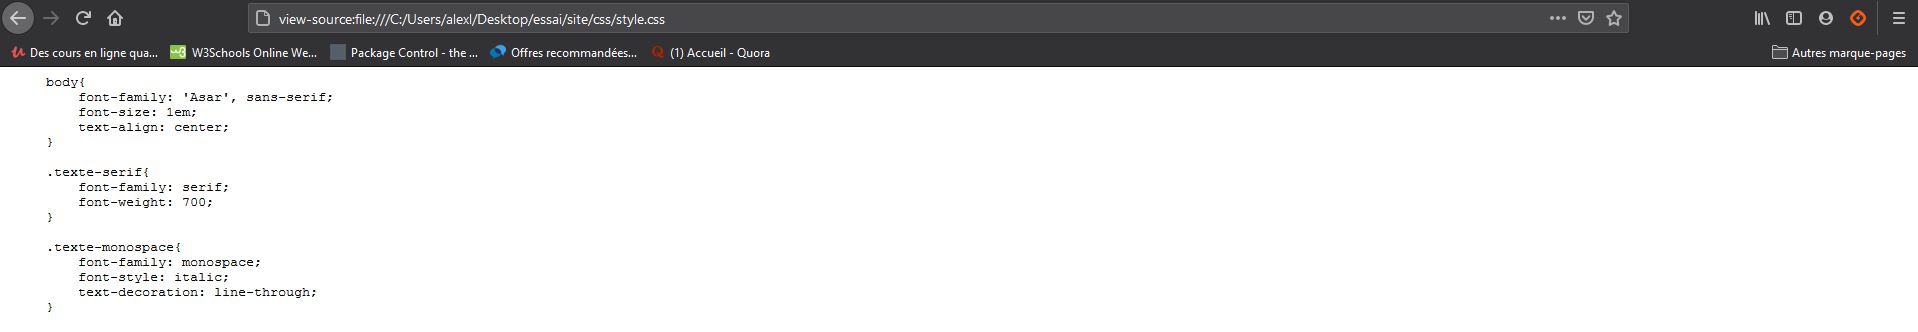 view-source:file:///C:/Users/alexl/Desktop/essai/site/css/style.css
Des cours en ligne qua... W3Schools Online We... Package Control - the ... Offres recommandées... (1) Accueil - Quora Autres marque-pages
body{
    font-family: 'Asar', sans-serif;
    font-size: 1em;
    text-align: center;
}
.texte-serif{
    font-family: serif;
    font-weight: 700;
}
.texte-monospace{
    font-family: monospace;
    font-style: italic;
    text-decoration: line-through;
}